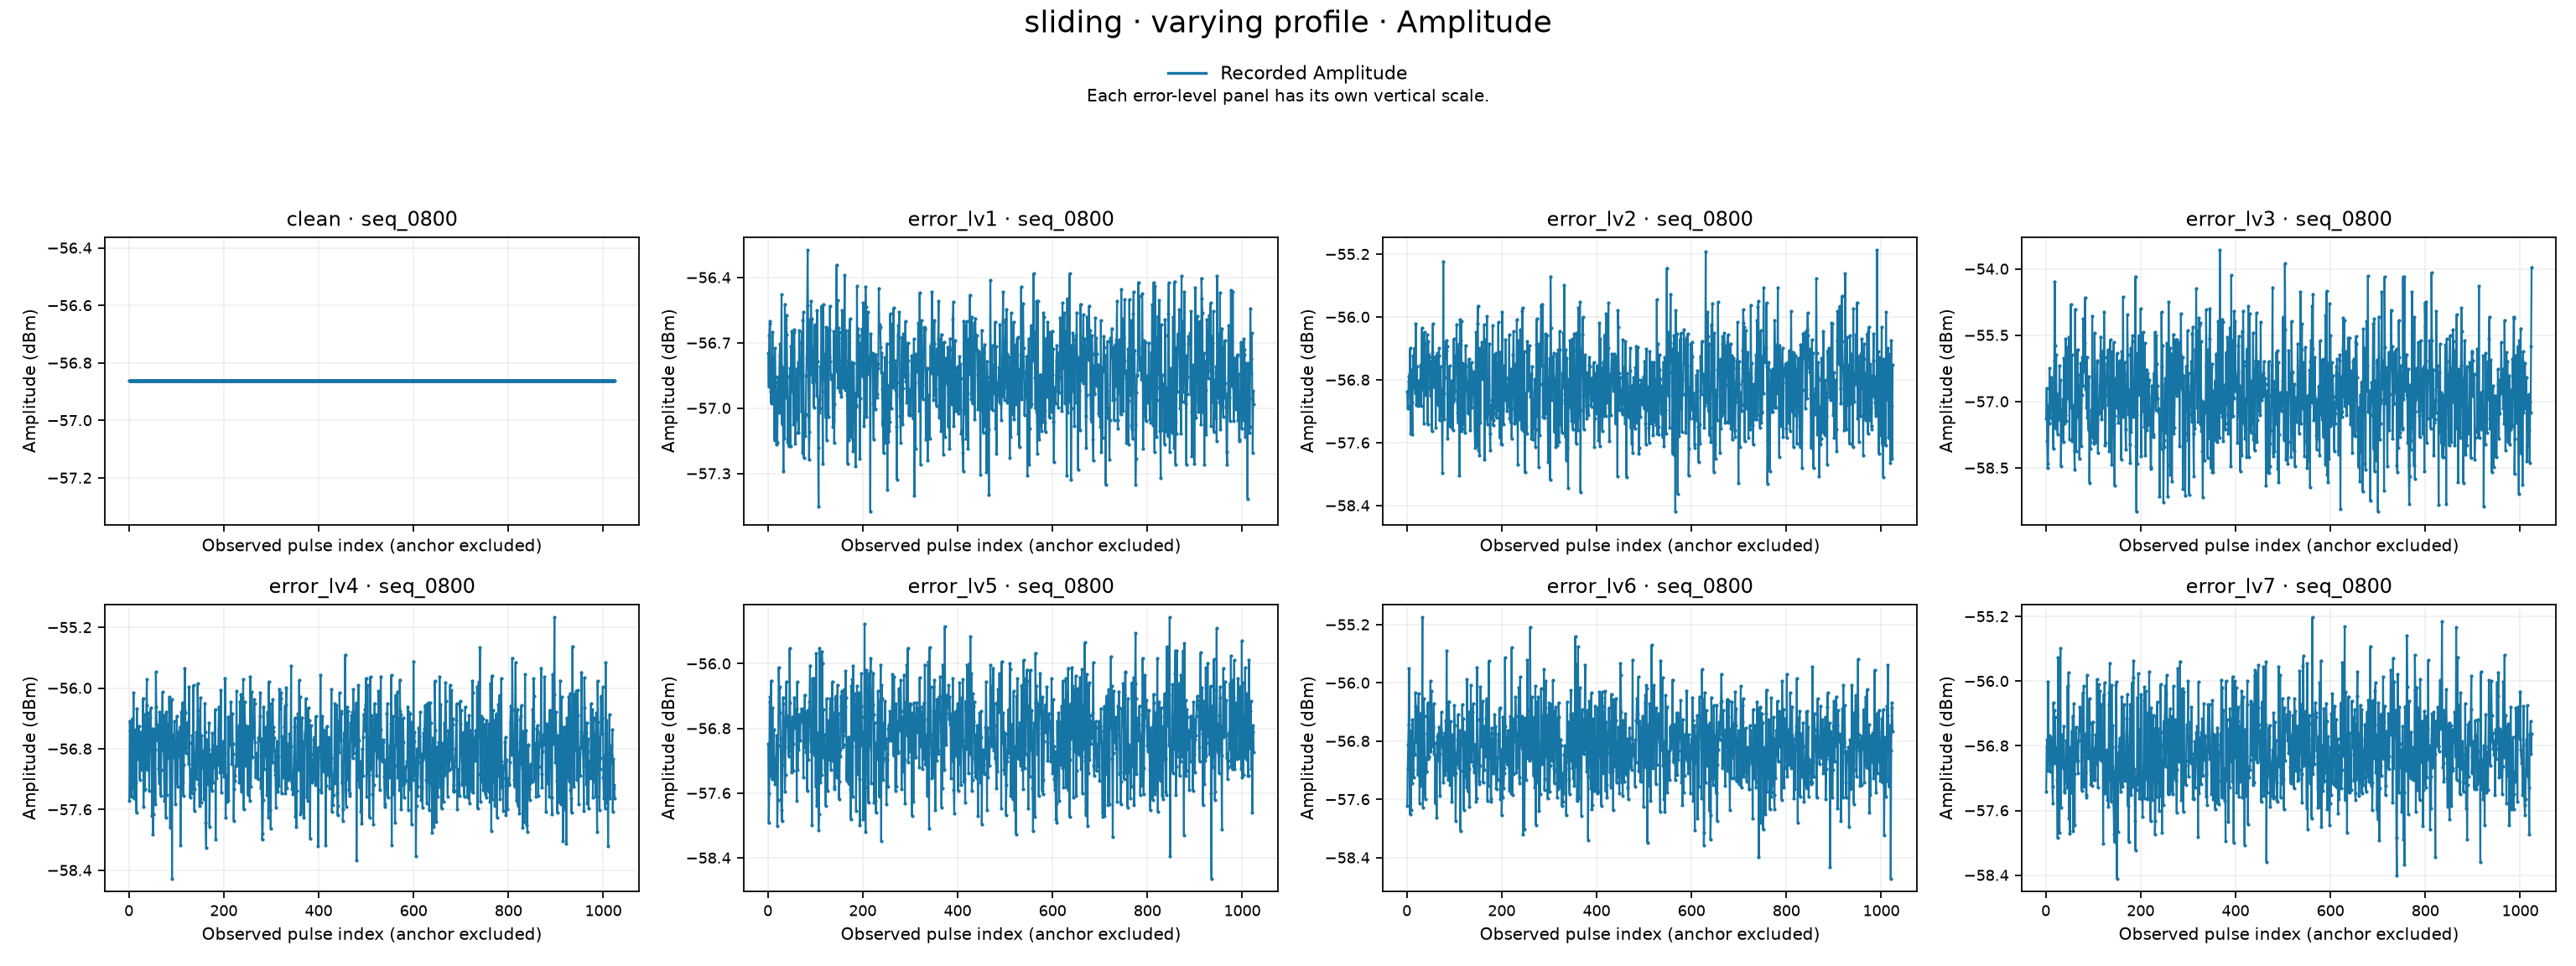 sliding · varying profile · Amplitude
Recorded Amplitude
Each error-level panel has its own vertical scale.
clean · seq_0800
Amplitude (dBm)
−56.4
−56.6
−56.8
−57.0
−57.2
Observed pulse index (anchor excluded)
error_lv1 · seq_0800
Amplitude (dBm)
−56.4
−56.7
−57.0
−57.3
Observed pulse index (anchor excluded)
error_lv2 · seq_0800
Amplitude (dBm)
−55.2
−56.0
−56.8
−57.6
−58.4
Observed pulse index (anchor excluded)
error_lv3 · seq_0800
Amplitude (dBm)
−54.0
−55.5
−57.0
−58.5
Observed pulse index (anchor excluded)
error_lv4 · seq_0800
Amplitude (dBm)
−55.2
−56.0
−56.8
−57.6
−58.4
0 200 400 600 800 1000
Observed pulse index (anchor excluded)
error_lv5 · seq_0800
Amplitude (dBm)
−56.0
−56.8
−57.6
−58.4
0 200 400 600 800 1000
Observed pulse index (anchor excluded)
error_lv6 · seq_0800
Amplitude (dBm)
−55.2
−56.0
−56.8
−57.6
−58.4
0 200 400 600 800 1000
Observed pulse index (anchor excluded)
error_lv7 · seq_0800
Amplitude (dBm)
−55.2
−56.0
−56.8
−57.6
−58.4
0 200 400 600 800 1000
Observed pulse index (anchor excluded)